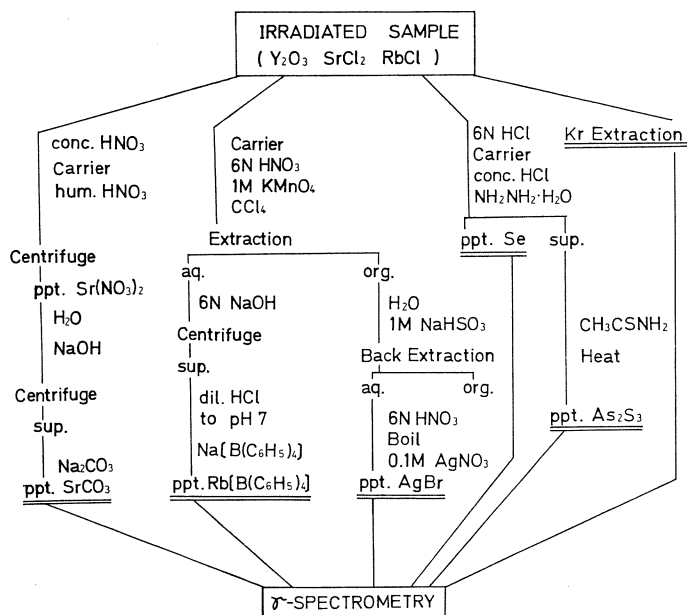 IRRADIATED SAMPLE
( Y₂O₃ SrCl₂ RbCl )
conc. HNO₃
Carrier
hum. HNO₃
Centrifuge
ppt. Sr(NO₃)₂
H₂O
NaOH
Centrifuge
sup.
Na₂CO₃
ppt. SrCO₃
Carrier
6N HNO₃
1M KMnO₄
CCl₄
Extraction
aq.
6N NaOH
Centrifuge
sup.
dil. HCl
to pH 7
Na[B(C₆H₅)₄]
ppt. Rb[B(C₆H₅)₄]
org.
H₂O
1M NaHSO₃
Back Extraction
aq.
org.
6N HNO₃
Boil
0.1M AgNO₃
ppt. AgBr
6N HCl
Carrier
conc. HCl
NH₂NH₂·H₂O
ppt. Se
sup.
CH₃CSNH₂
Heat
ppt. As₂S₃
Kr Extraction
γ-SPECTROMETRY